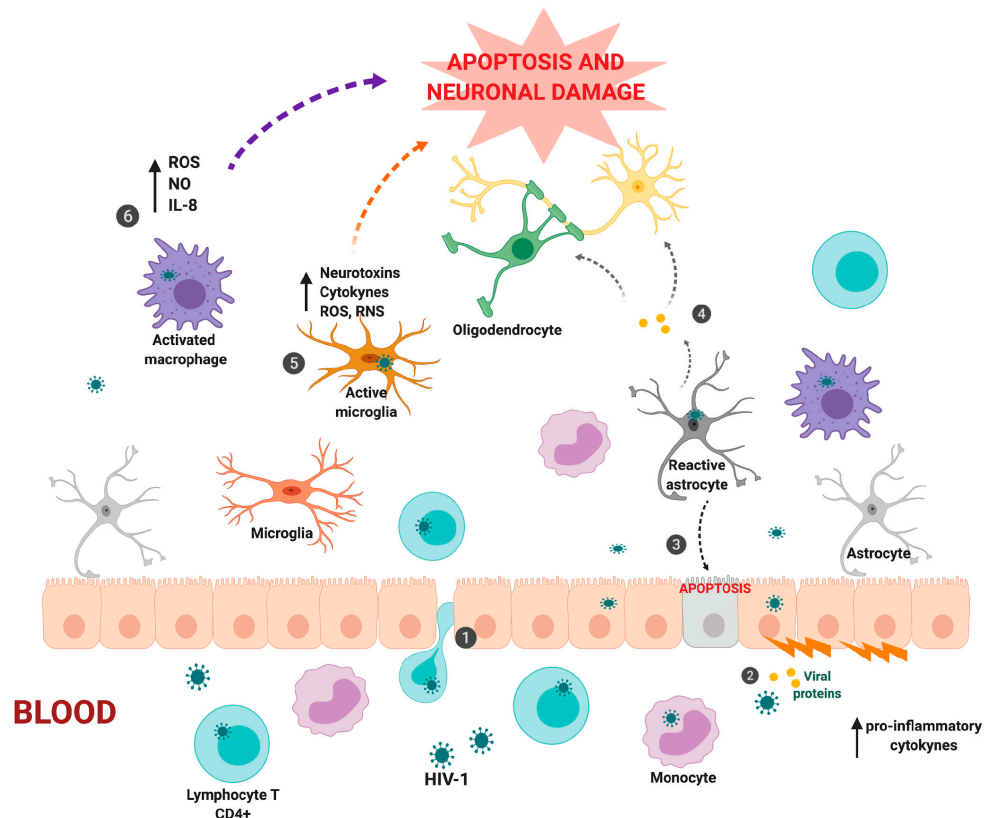 APOPTOSIS AND
NEURONAL DAMAGE
ROS
NO
IL-8
6
Activated
macrophage
Neurotoxins
Cytokynes
ROS, RNS
5
Active
microglia
Oligodendrocyte
4
Reactive
astrocyte
Microglia
3
Astrocyte
APOPTOSIS
1
2
Viral
proteins
BLOOD
pro-inflammatory
cytokynes
HIV-1
Monocyte
Lymphocyte T
CD4+